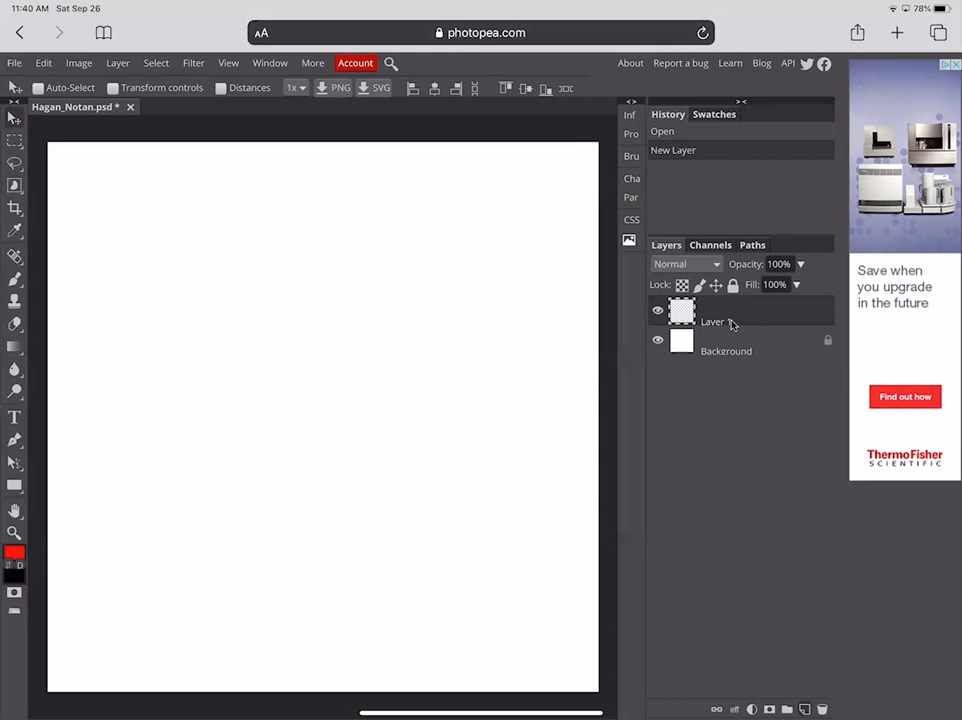 11:40 AM Sat Sep 26
78%
AA
photopea.com
File Edit Image Layer Select Filter View Window More Account
About Report a bug Learn Blog API
Auto-Select Transform controls Distances 1x PNG SVG
Hagan_Notan.psd *
Inf
Pro
Bru
Cha
Par
CSS
History Swatches
Open
New Layer
Layers Channels Paths
Normal Opacity: 100%
Lock: Fill: 100%
Layer 1
Background
T
D
eff
Save when
you upgrade
in the future
Find out how
ThermoFisher
SCIENTIFIC